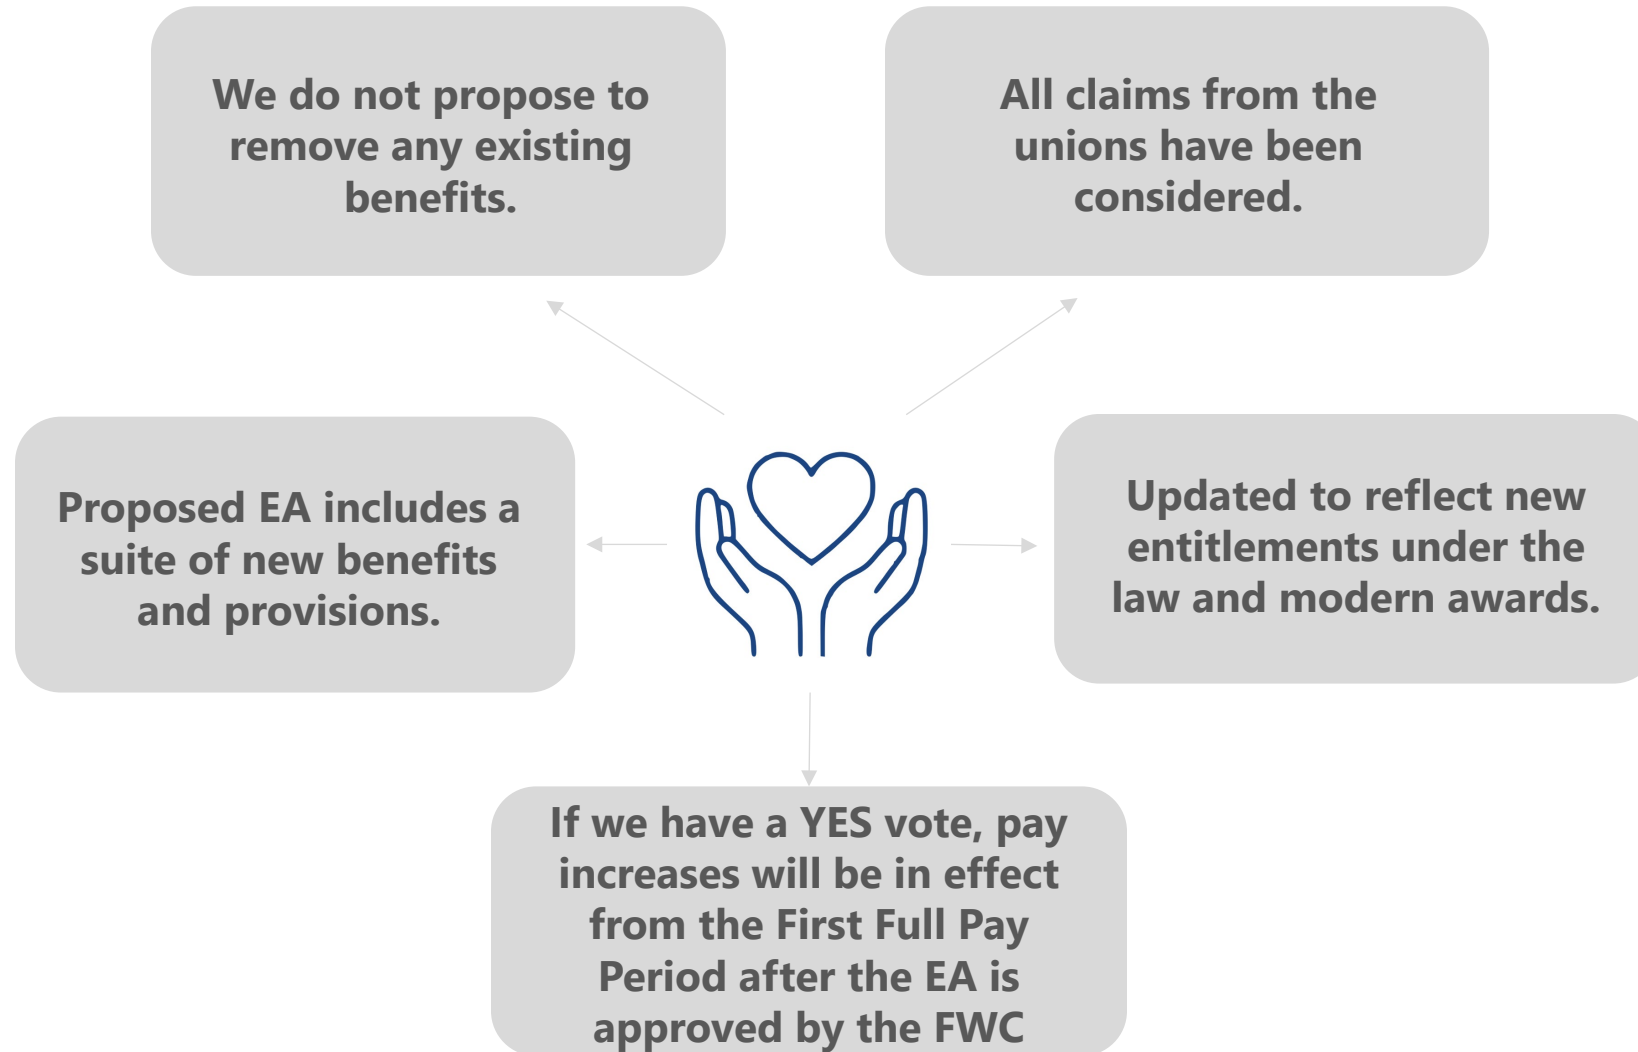 We do not propose to
remove any existing
benefits.
All claims from the
unions have been
considered.
Proposed EA includes a
suite of new benefits
and provisions.
Updated to reflect new
entitlements under the
law and modern awards.
If we have a YES vote, pay
increases will be in effect
from the First Full Pay
Period after the EA is
approved by the FWC